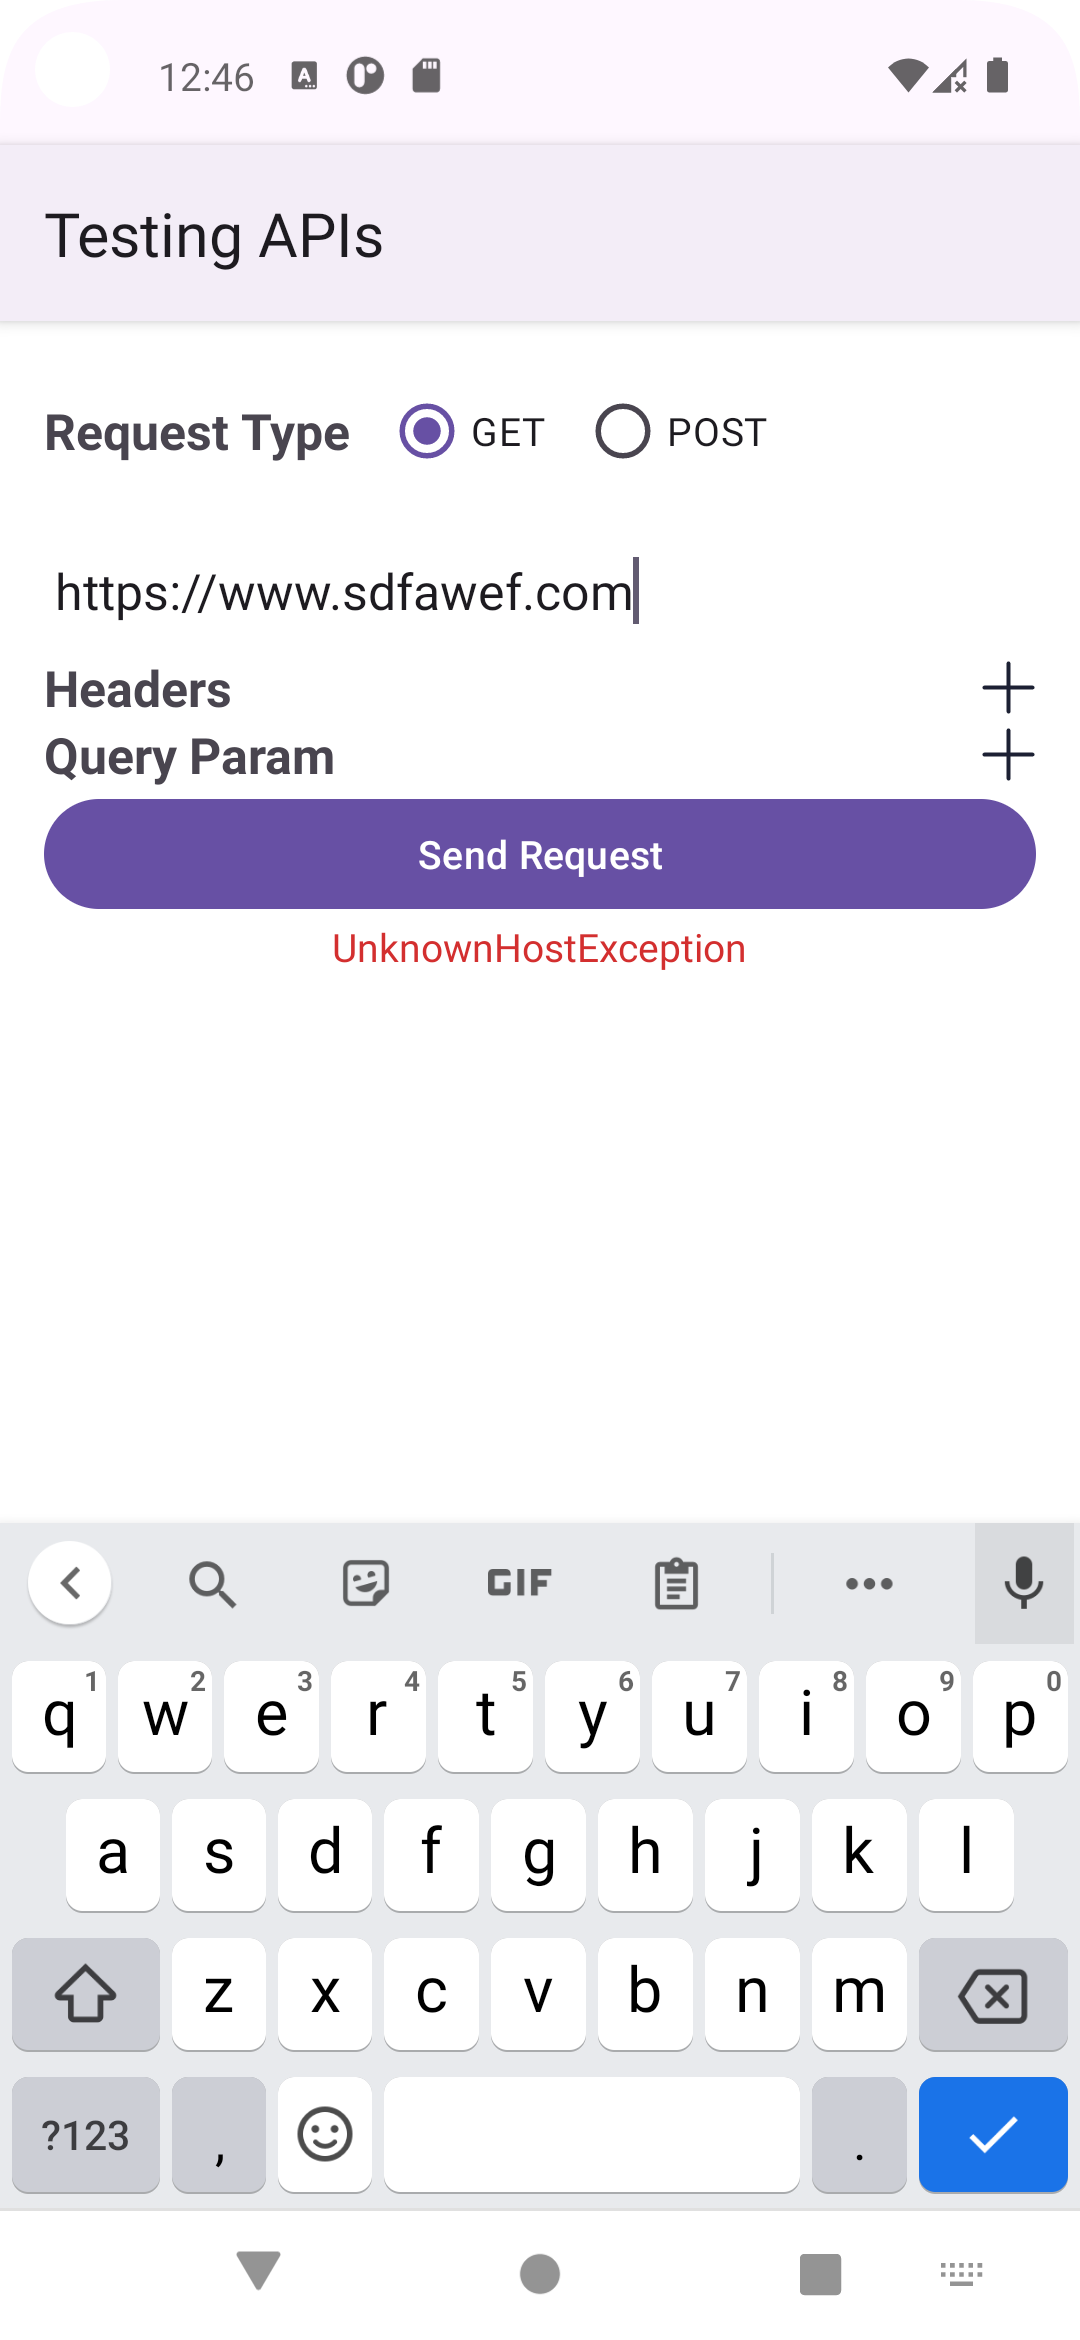 12:46
Testing APIs
Request Type GET POST
https://www.sdfawef.com
Headers
Query Param
Send Request
UnknownHostException
GIF
q 1 w 2 e 3 r 4 t 5 y 6 u 7 i 8 o 9 p 0
a s d f g h j k l
z x c v b n m
?123 , .